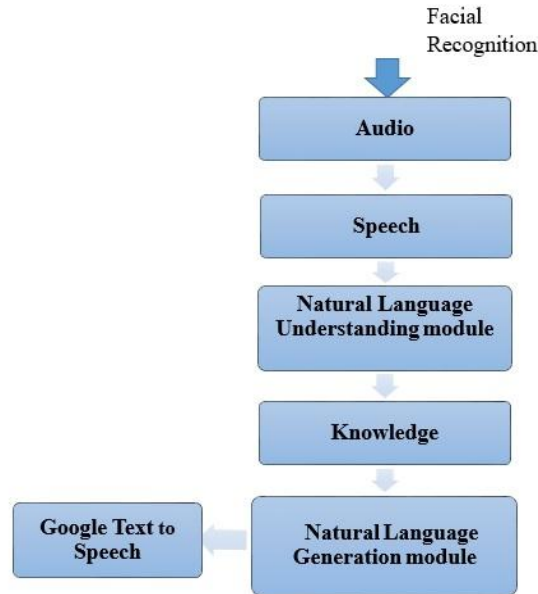 Facial
Recognition
Audio
Speech
Natural Language
Understanding module
Knowledge
Natural Language
Generation module
Google Text to
Speech